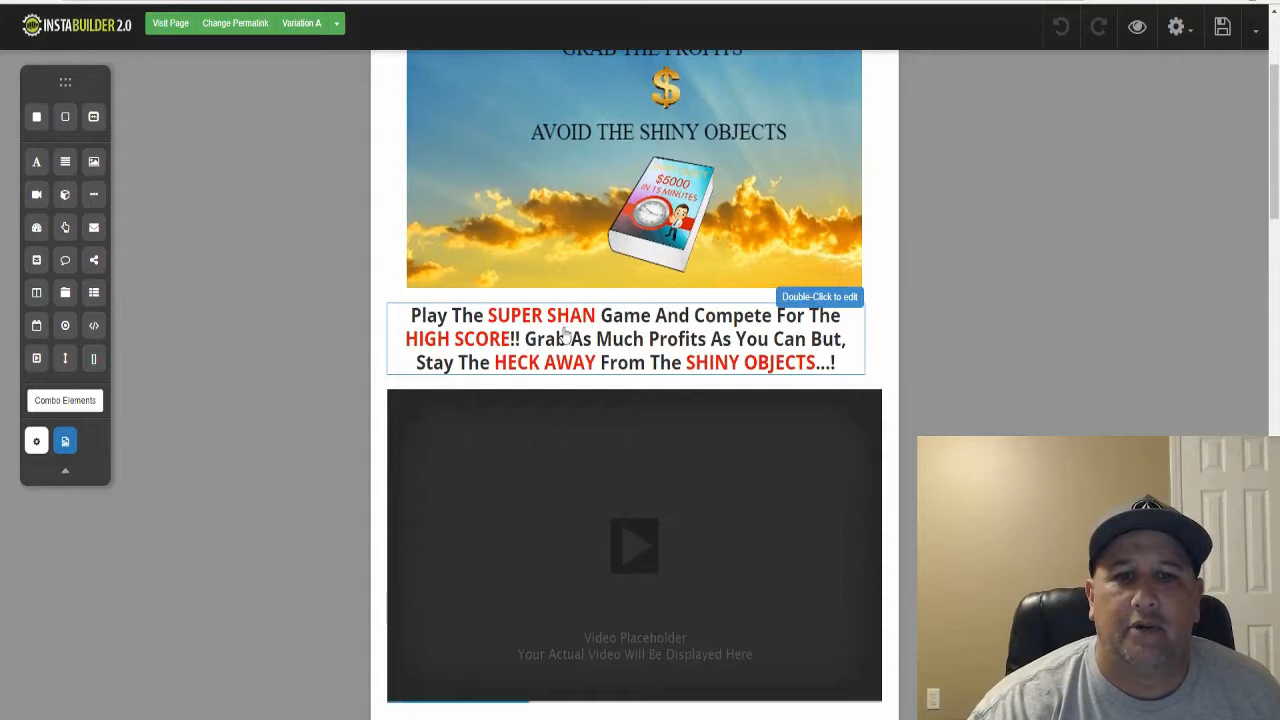 INSTABUILDER 2.0
Visit Page
Change Permalink
Variation A
GRAB THE PROFITS
$
AVOID THE SHINY OBJECTS
$5000
IN 15 MINUTES
Double-Click to edit
Play The SUPER SHAN Game And Compete For The
HIGH SCORE!! Grab As Much Profits As You Can But,
Stay The HECK AWAY From The SHINY OBJECTS...!
Combo Elements
Video Placeholder
Your Actual Video Will Be Displayed Here